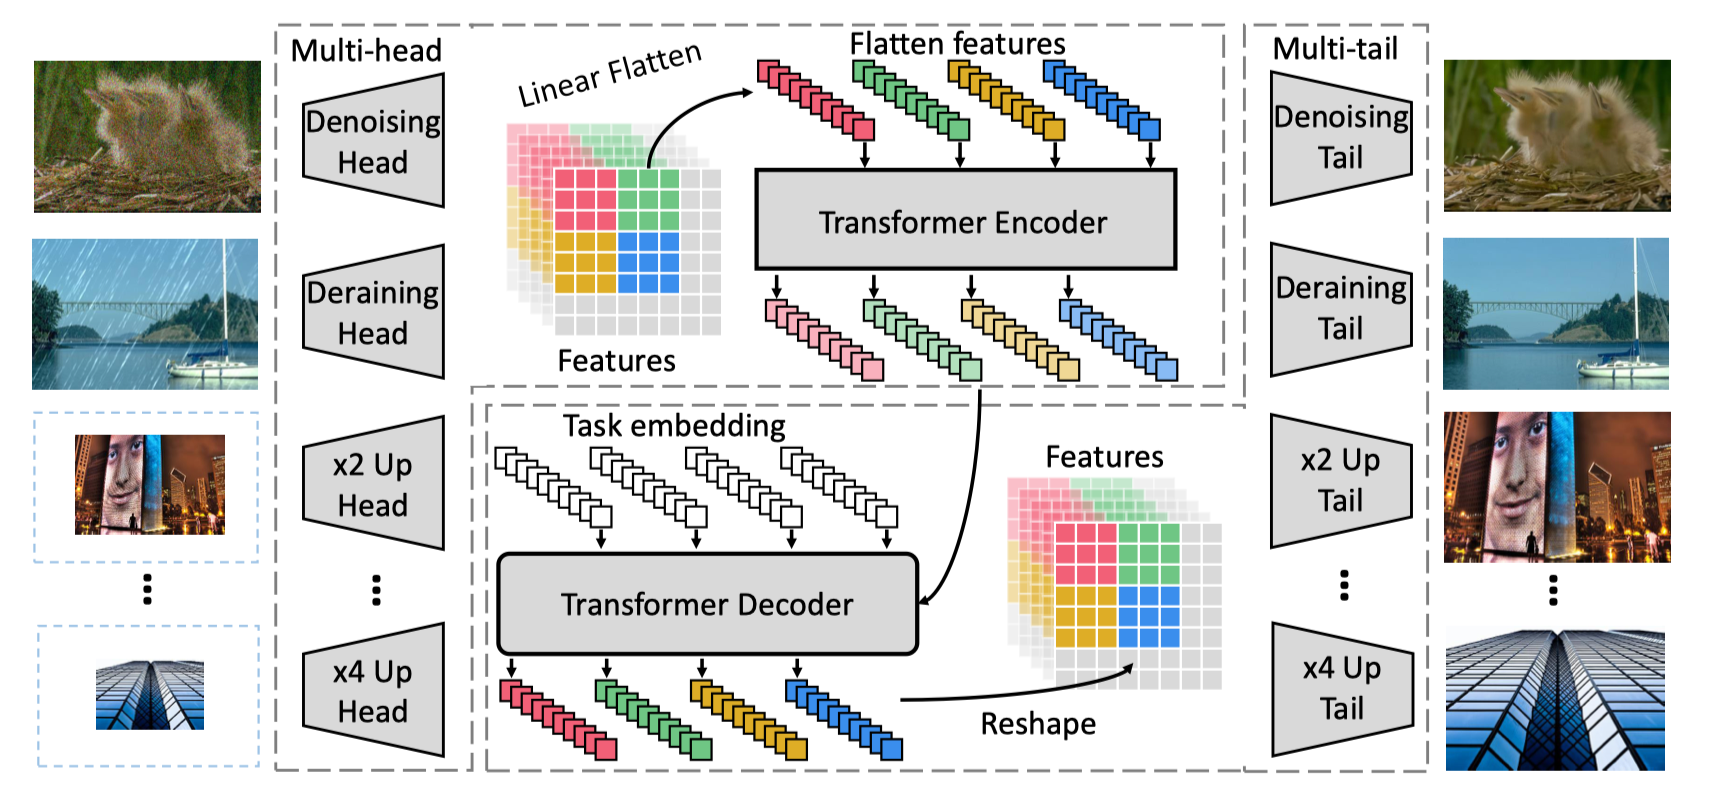 Multi-head
Denoising
Head
Deraining
Head
x2 Up
Head
x4 Up
Head
Linear Flatten
Features
Flatten features
Transformer Encoder
Task embedding
Transformer Decoder
Features
Reshape
Multi-tail
Denoising
Tail
Deraining
Tail
x2 Up
Tail
x4 Up
Tail